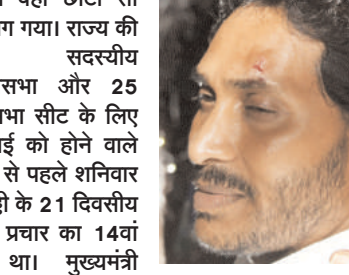 ग गया। राज्य की
सदस्यीय
सभा और 25
भा सीट के लिए
ई को होने वाले
से पहले शनिवार
ी के 21 दिवसीय
प्रचार का 14वां
था। मुख्यमंत्री